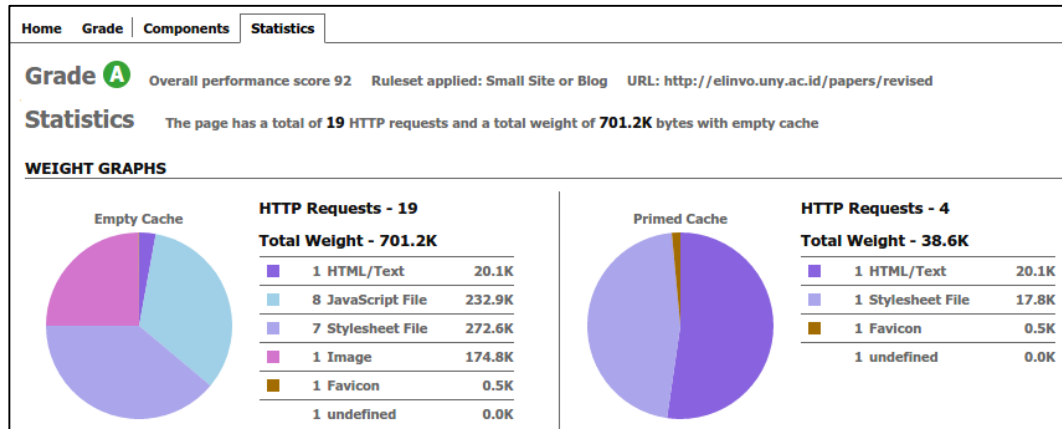 Home Grade Components Statistics
Grade A Overall performance score 92 Ruleset applied: Small Site or Blog URL: http://elinvo.uny.ac.id/papers/revised
Statistics The page has a total of 19 HTTP requests and a total weight of 701.2K bytes with empty cache
WEIGHT GRAPHS
Empty Cache
HTTP Requests - 19
Total Weight - 701.2K
1 HTML/Text 20.1K
8 JavaScript File 232.9K
7 Stylesheet File 272.6K
1 Image 174.8K
1 Favicon 0.5K
1 undefined 0.0K
Primed Cache
HTTP Requests - 4
Total Weight - 38.6K
1 HTML/Text 20.1K
1 Stylesheet File 17.8K
1 Favicon 0.5K
1 undefined 0.0K